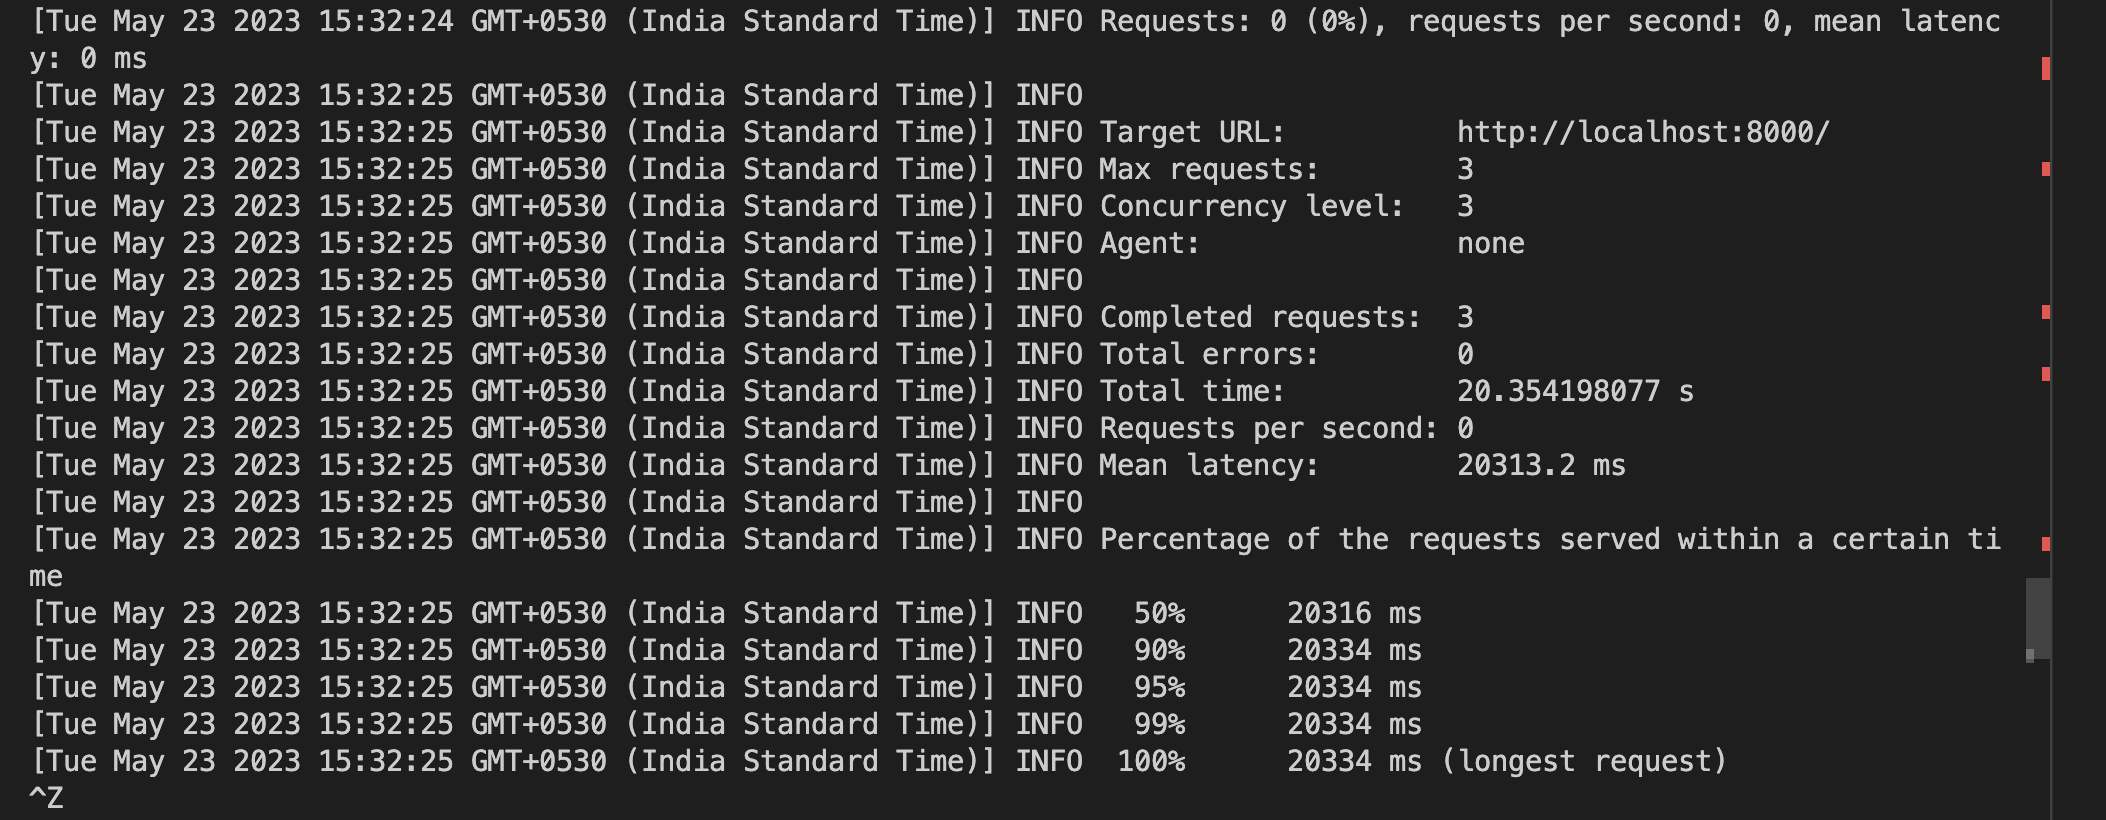 [Tue May 23 2023 15:32:24 GMT+0530 (India Standard Time)] INFO Requests: 0 (0%), requests per second: 0, mean latenc
y: 0 ms
[Tue May 23 2023 15:32:25 GMT+0530 (India Standard Time)] INFO
[Tue May 23 2023 15:32:25 GMT+0530 (India Standard Time)] INFO Target URL:          http://localhost:8000/
[Tue May 23 2023 15:32:25 GMT+0530 (India Standard Time)] INFO Max requests:        3
[Tue May 23 2023 15:32:25 GMT+0530 (India Standard Time)] INFO Concurrency level:   3
[Tue May 23 2023 15:32:25 GMT+0530 (India Standard Time)] INFO Agent:               none
[Tue May 23 2023 15:32:25 GMT+0530 (India Standard Time)] INFO
[Tue May 23 2023 15:32:25 GMT+0530 (India Standard Time)] INFO Completed requests:  3
[Tue May 23 2023 15:32:25 GMT+0530 (India Standard Time)] INFO Total errors:        0
[Tue May 23 2023 15:32:25 GMT+0530 (India Standard Time)] INFO Total time:          20.354198077 s
[Tue May 23 2023 15:32:25 GMT+0530 (India Standard Time)] INFO Requests per second: 0
[Tue May 23 2023 15:32:25 GMT+0530 (India Standard Time)] INFO Mean latency:        20313.2 ms
[Tue May 23 2023 15:32:25 GMT+0530 (India Standard Time)] INFO
[Tue May 23 2023 15:32:25 GMT+0530 (India Standard Time)] INFO Percentage of the requests served within a certain ti
me
[Tue May 23 2023 15:32:25 GMT+0530 (India Standard Time)] INFO   50%      20316 ms
[Tue May 23 2023 15:32:25 GMT+0530 (India Standard Time)] INFO   90%      20334 ms
[Tue May 23 2023 15:32:25 GMT+0530 (India Standard Time)] INFO   95%      20334 ms
[Tue May 23 2023 15:32:25 GMT+0530 (India Standard Time)] INFO   99%      20334 ms
[Tue May 23 2023 15:32:25 GMT+0530 (India Standard Time)] INFO  100%      20334 ms (longest request)
^Z